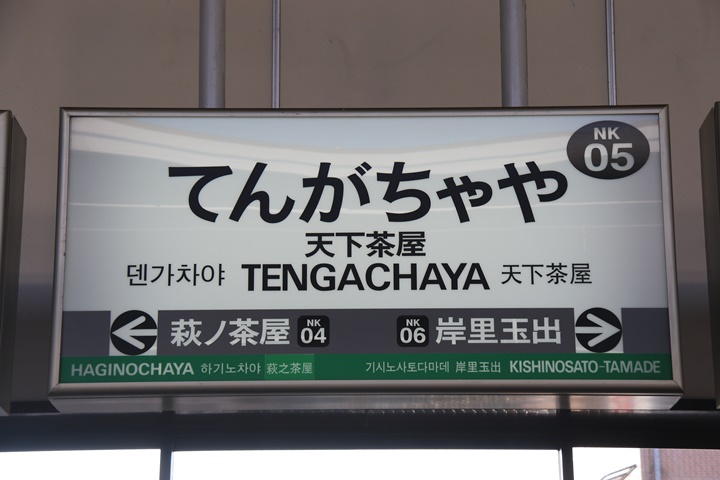 NK
05
てんがちゃや
天下茶屋
덴가차야 TENGACHAYA 天下茶屋
萩ノ茶屋 NK 04 NK 06 岸里玉出
HAGINOCHAYA 하기노차야 萩之茶屋 기시노사토다마데 岸里玉出 KISHINOSATO-TAMADE